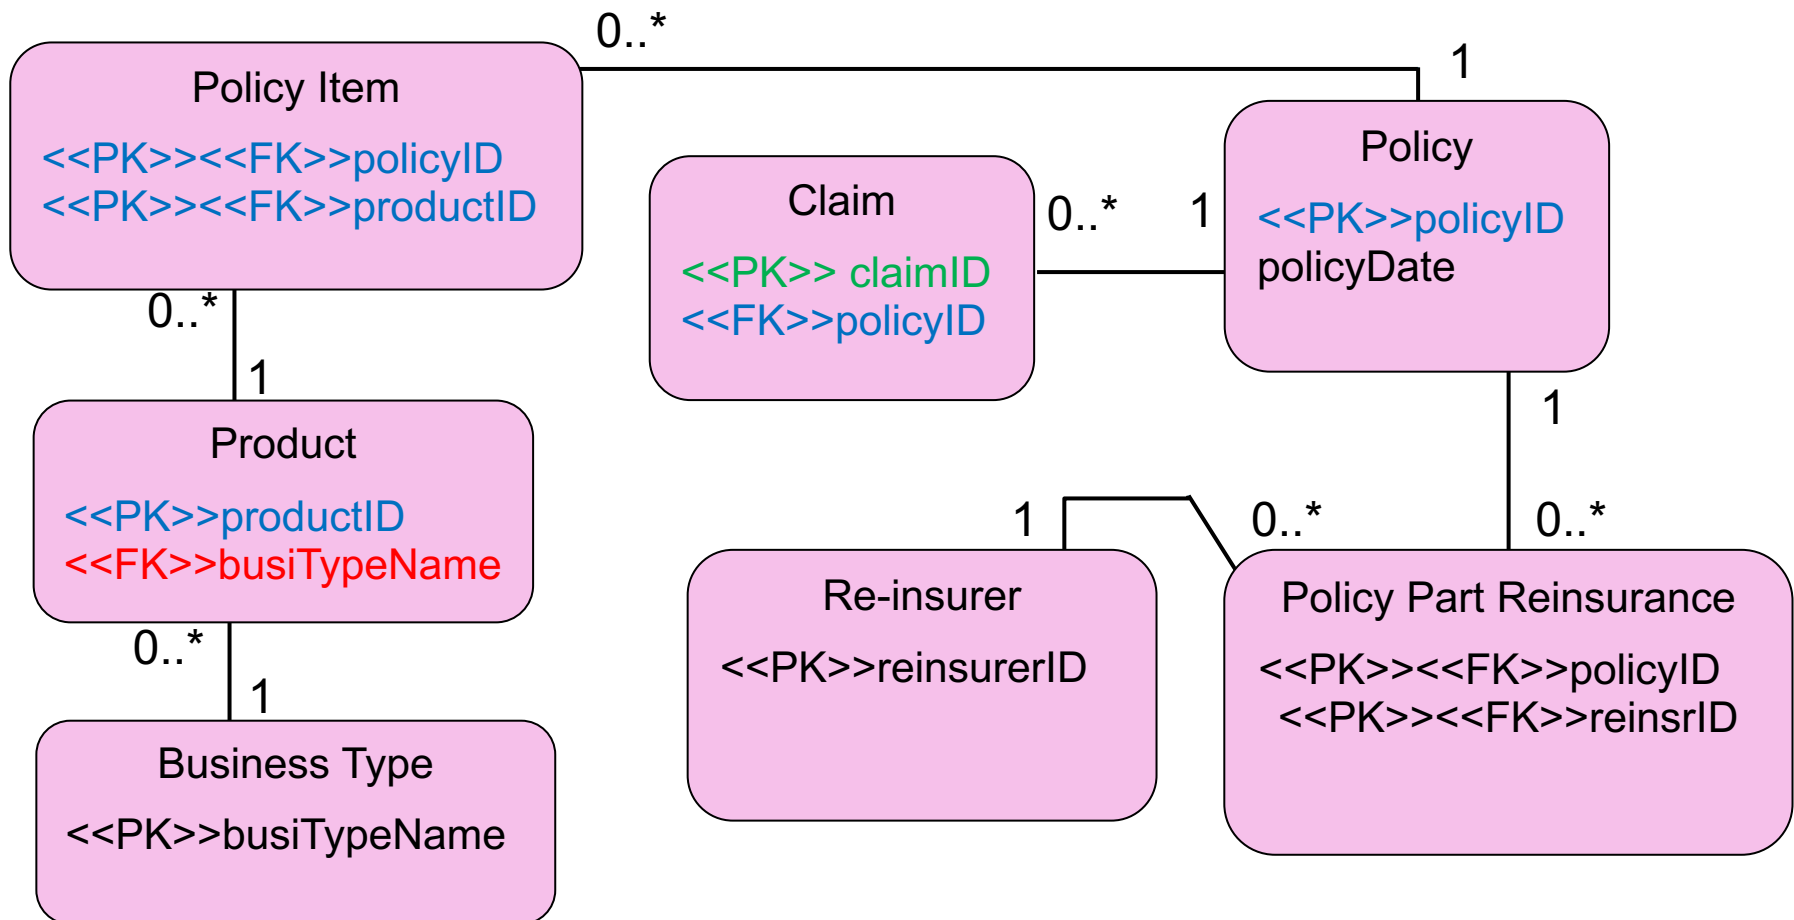 0..*
1
Policy Item
<<PK>><<FK>>policyID
<<PK>><<FK>>productID
Policy
<<PK>>policyID
policyDate
Claim
<<PK>> claimID
<<FK>>policyID
0..*
1
0..*
1
Product
<<PK>>productID
<<FK>>busiTypeName
1
1
0..*
0..*
Re-insurer
<<PK>>reinsurerID
Policy Part Reinsurance
<<PK>><<FK>>policyID
<<PK>><<FK>>reinsrID
0..*
1
Business Type
<<PK>>busiTypeName